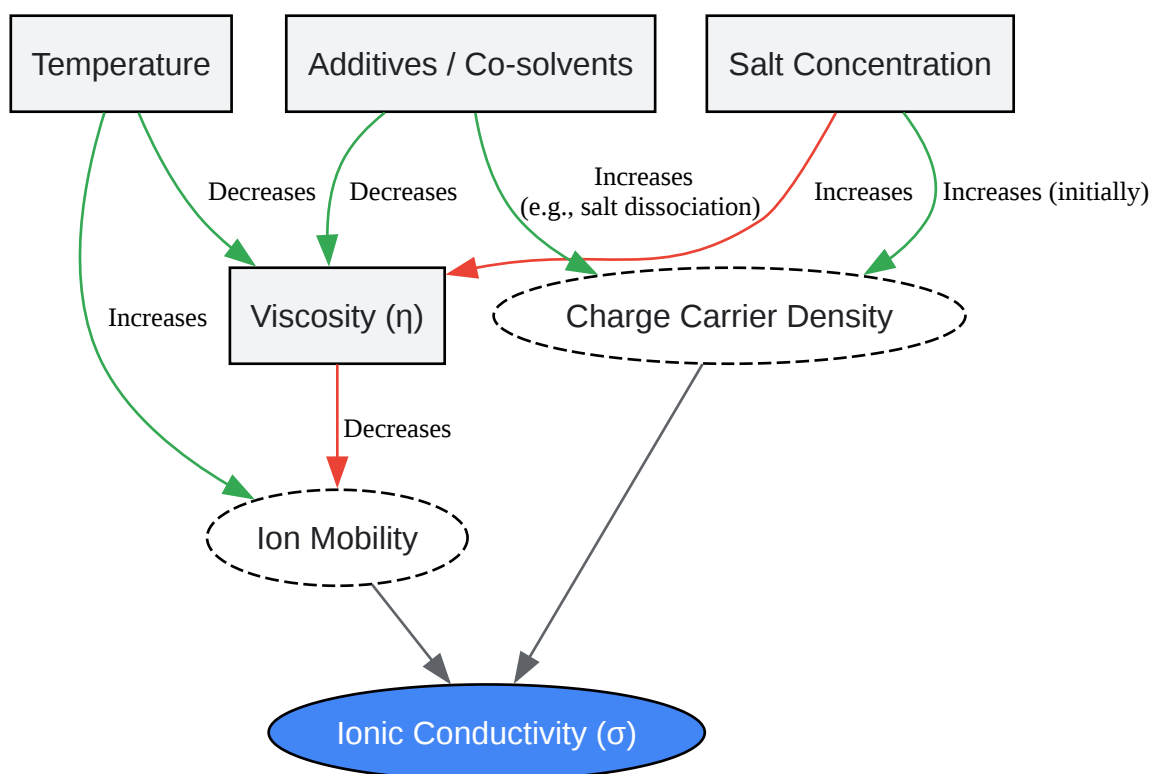 Temperature
Additives / Co-solvents
Salt Concentration
Decreases
Decreases
Increases
(e.g., salt dissociation)
Increases
Increases (initially)
Increases
Viscosity (η)
Charge Carrier Density
Decreases
Ion Mobility
Ionic Conductivity (σ)